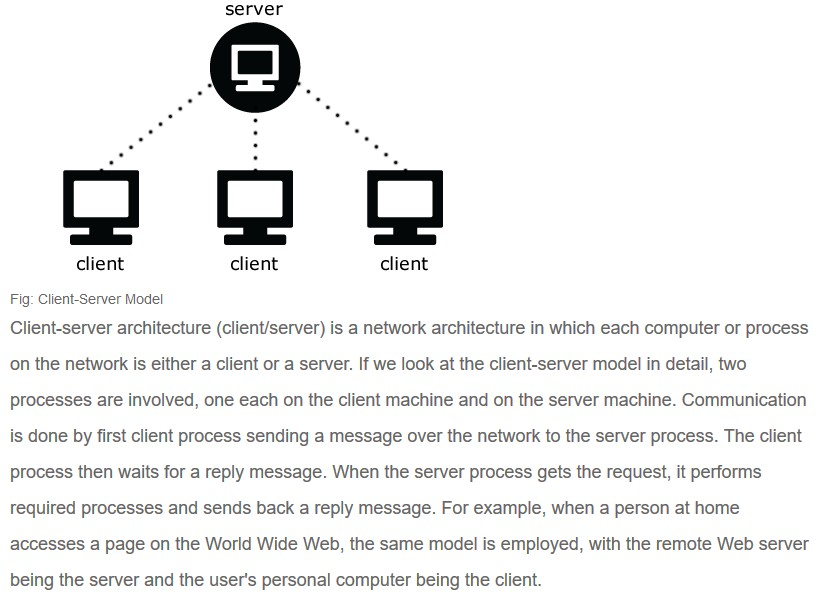 server
client client client
Fig: Client-Server Model
Client-server architecture (client/server) is a network architecture in which each computer or process
on the network is either a client or a server. If we look at the client-server model in detail, two
processes are involved, one each on the client machine and on the server machine. Communication
is done by first client process sending a message over the network to the server process. The client
process then waits for a reply message. When the server process gets the request, it performs
required processes and sends back a reply message. For example, when a person at home
accesses a page on the World Wide Web, the same model is employed, with the remote Web server
being the server and the user's personal computer being the client.